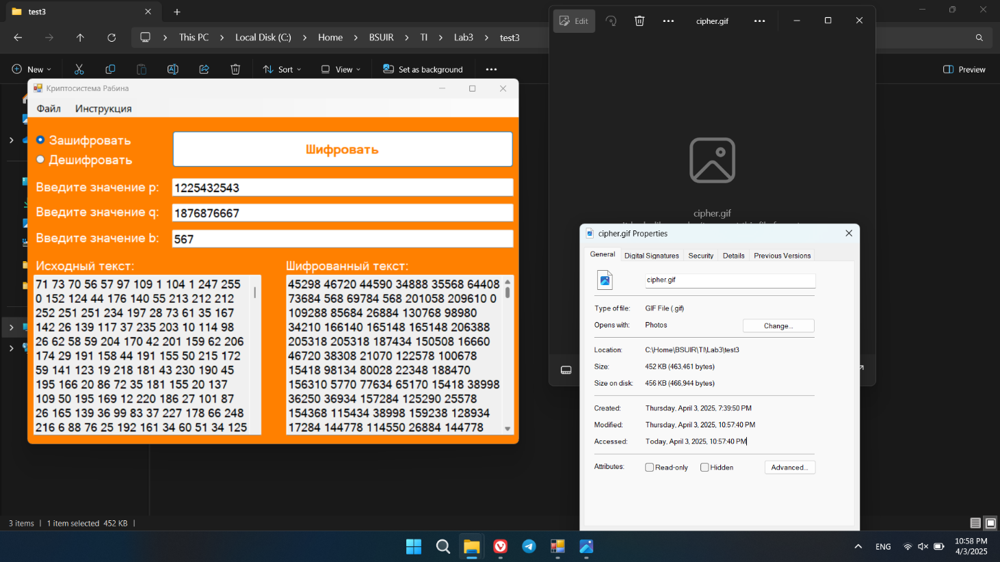 test3
This PC
Local Disk (C:)
Home
BSUIR
TI
Lab3
test3
New
Sort
View
Set as background
Preview
Криптосистема Рабина
Файл
Инструкция
Зашифровать
Дешифровать
Шифровать
Введите значение p:
1225432543
Введите значение q:
1876876667
Введите значение b:
567
Исходный текст:
71 73 70 56 57 97 109 1 104 1 247 255
0 152 124 44 176 140 55 213 212 212
252 251 251 234 197 28 73 61 35 167
142 26 139 117 37 235 203 10 114 98
26 62 58 59 204 170 42 201 159 62 206
174 29 191 158 44 191 155 50 215 172
59 141 123 19 218 181 43 230 190 45
195 166 20 86 72 35 181 155 20 137
109 50 195 169 12 220 186 27 101 87
26 165 139 36 99 83 37 227 178 66 248
216 6 88 76 25 192 161 34 60 51 34 125
Шифрованный текст:
45298 46720 44590 34888 35568 64408
73684 568 69784 568 201058 209610 0
109288 85684 26884 130768 98980
34210 166140 165148 165148 206388
205318 205318 187434 150508 16660
46720 38308 21070 122578 100678
15418 98134 80028 22348 188470
156310 5770 77634 65170 15418 38998
36250 36934 157284 125290 25578
154368 115434 38998 159238 128934
17284 144778 114550 26884 144778
Edit
cipher.gif
cipher.gif
cipher.gif Properties
General
Digital Signatures
Security
Details
Previous Versions
cipher.gif
Type of file:
GIF File (.gif)
Opens with:
Photos
Change...
Location:
C:\Home\BSUIR\TI\Lab3\test3
Size:
452 KB (463,461 bytes)
Size on disk:
456 KB (466,944 bytes)
Created:
Thursday, April 3, 2025, 7:39:50 PM
Modified:
Thursday, April 3, 2025, 10:57:40 PM
Accessed:
Today, April 3, 2025, 10:57:40 PM
Attributes:
Read-only
Hidden
Advanced...
3 items
1 item selected
452 KB
ENG
10:58 PM
4/3/2025